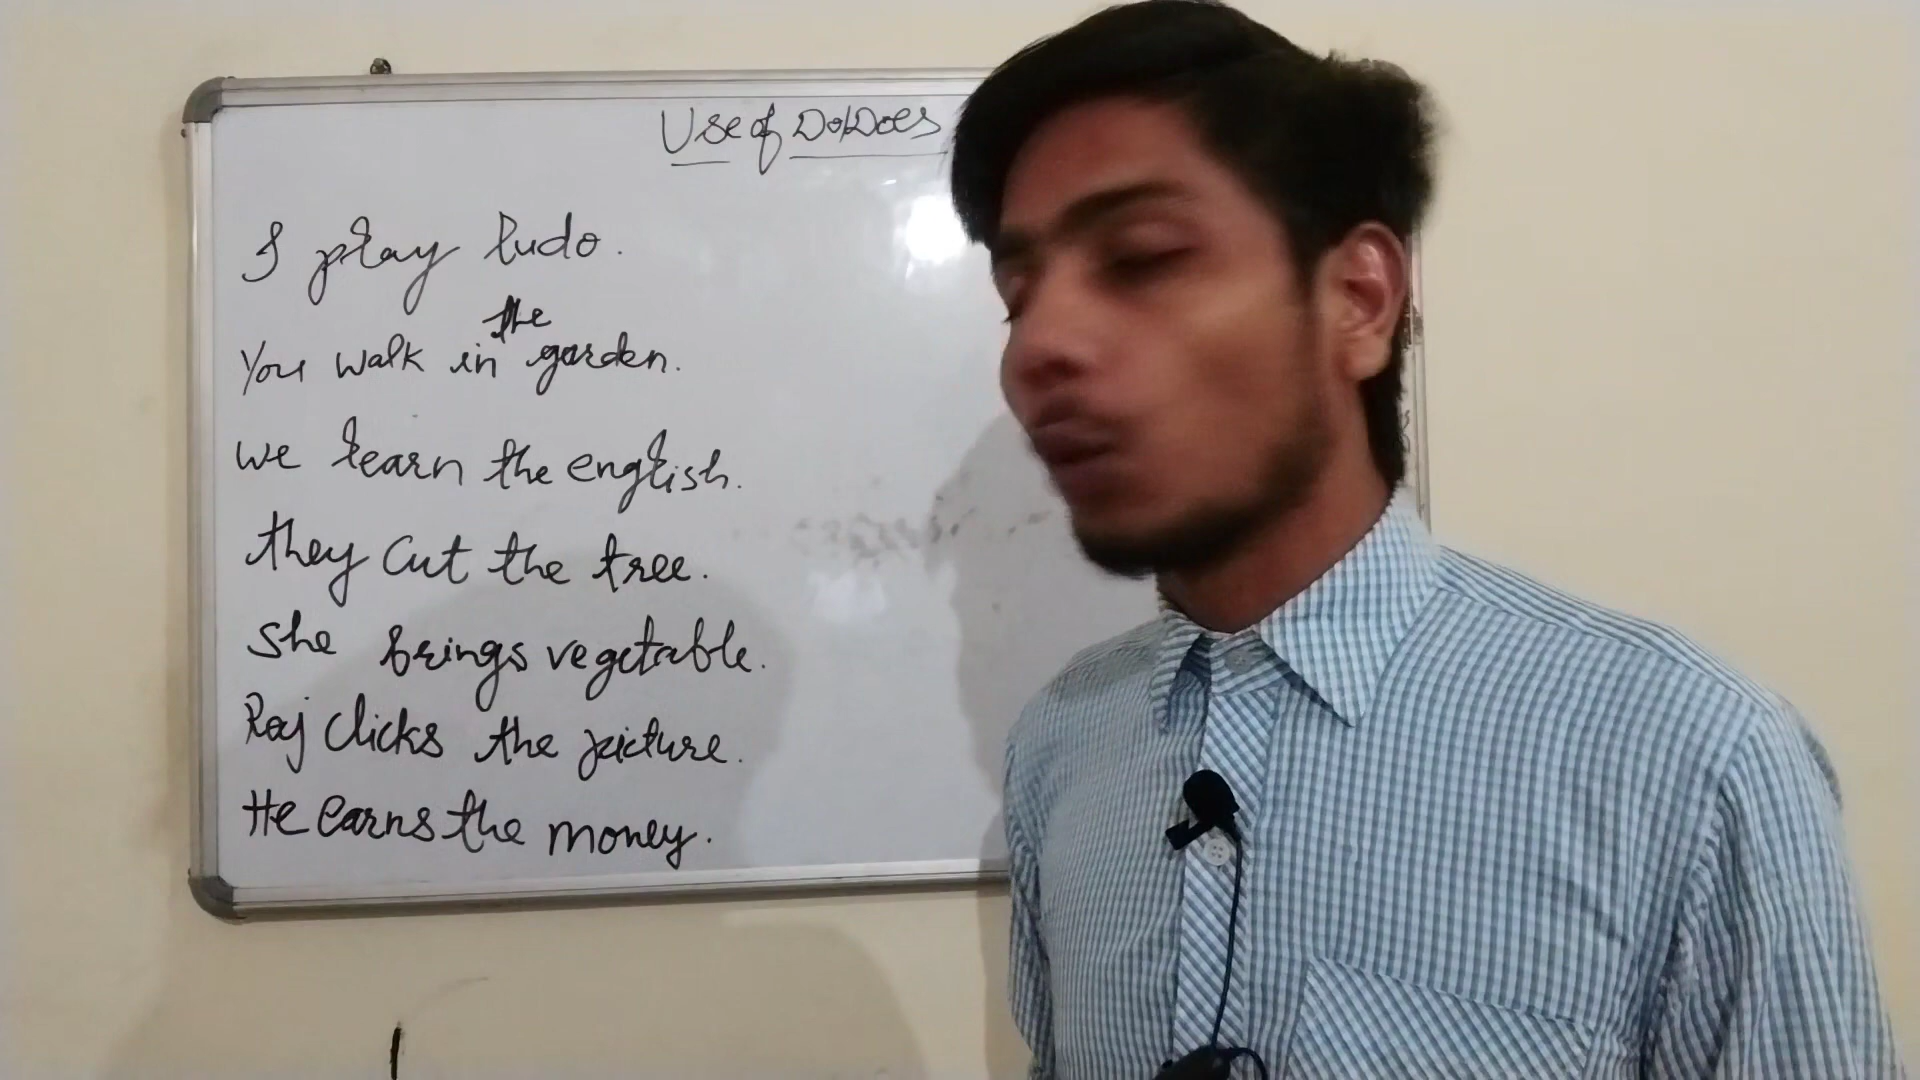 Use of Do/Does
I play ludo.
You walk in the garden.
we learn the english.
they cut the tree.
She brings vegetable.
Raj clicks the picture.
He earns the money.